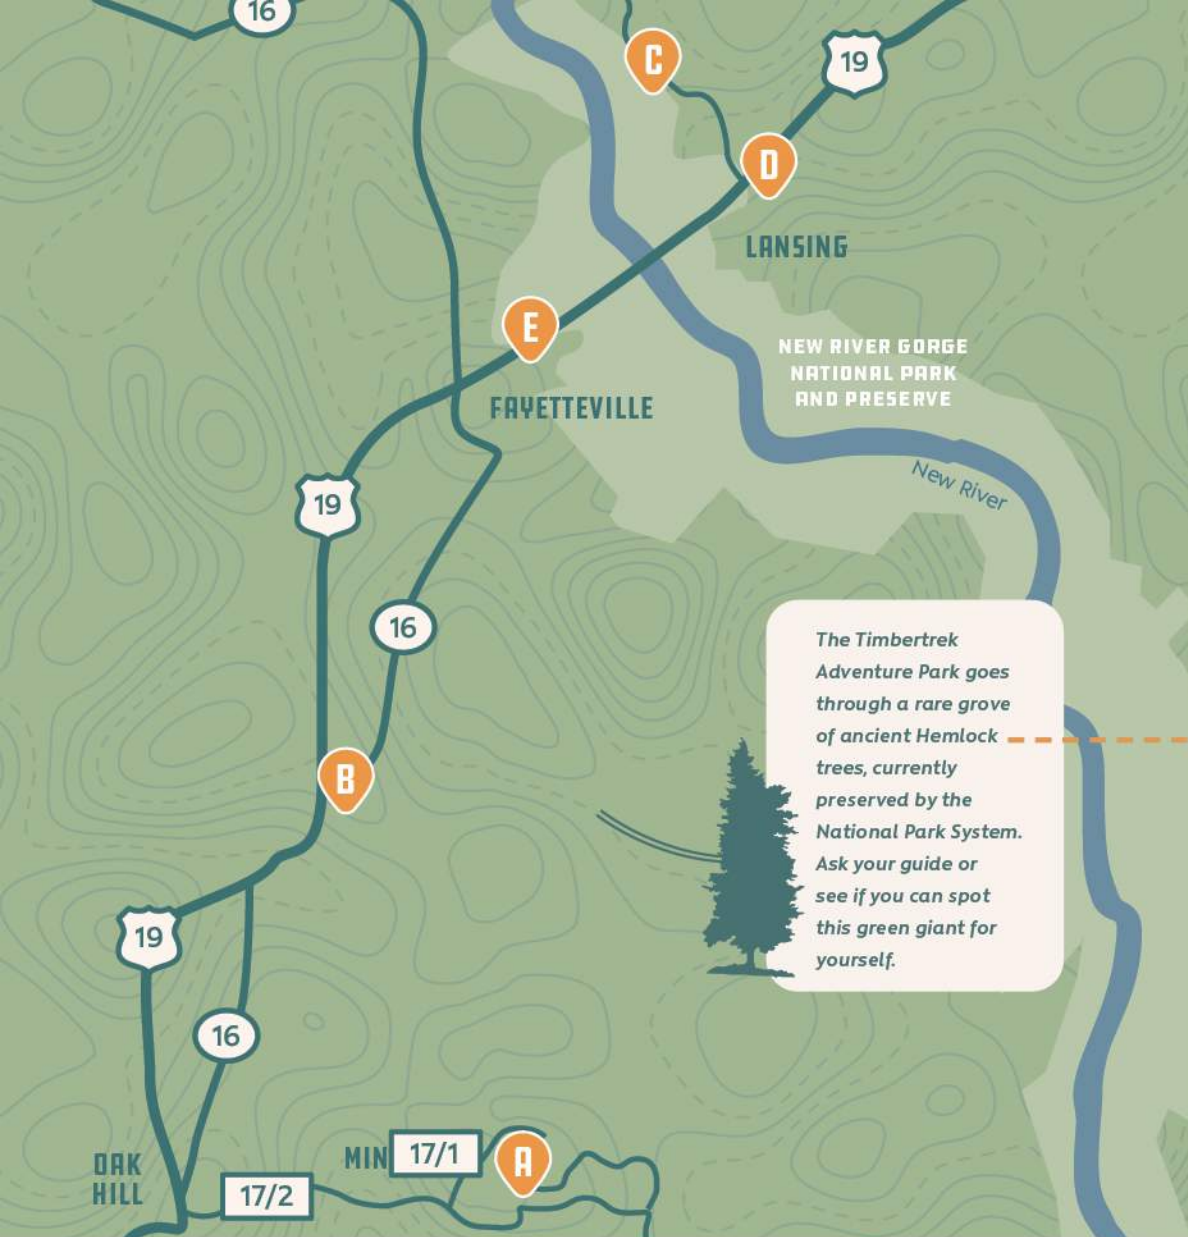 16
C
19
D
LANSING
E
NEW RIVER GORGE
NATIONAL PARK
AND PRESERVE
FAYETTEVILLE
New River
19
16
The Timbertrek
Adventure Park goes
through a rare grove
of ancient Hemlock
trees, currently
preserved by the
National Park System.
Ask your guide or
see if you can spot
this green giant for
yourself.
B
19
16
MIN
17/1
A
OAK
HILL
17/2